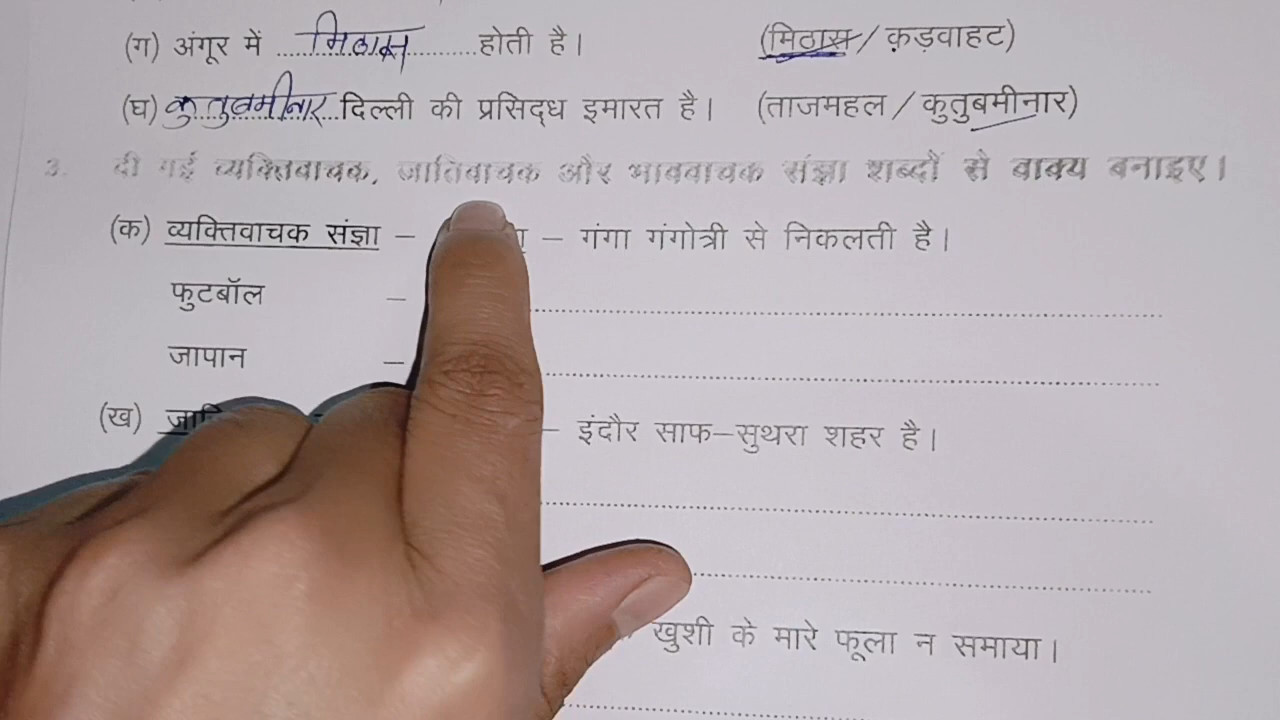 (ग) अंगूर में ....मिठास.... होती है। (मिठास / क़ड़वाहट)
(घ) कुतुबमीनार दिल्ली की प्रसिद्ध इमारत है। (ताजमहल / कुतुबमीनार)
3. दी गई व्यक्तिवाचक, जातिवाचक और भाववाचक संज्ञा शब्दों से वाक्य बनाइए।
(क) व्यक्तिवाचक संज्ञा – – गंगा गंगोत्री से निकलती है।
फुटबॉल –
जापान –
(ख) – इंदौर साफ–सुथरा शहर है।
खुशी के मारे फूला न समाया।